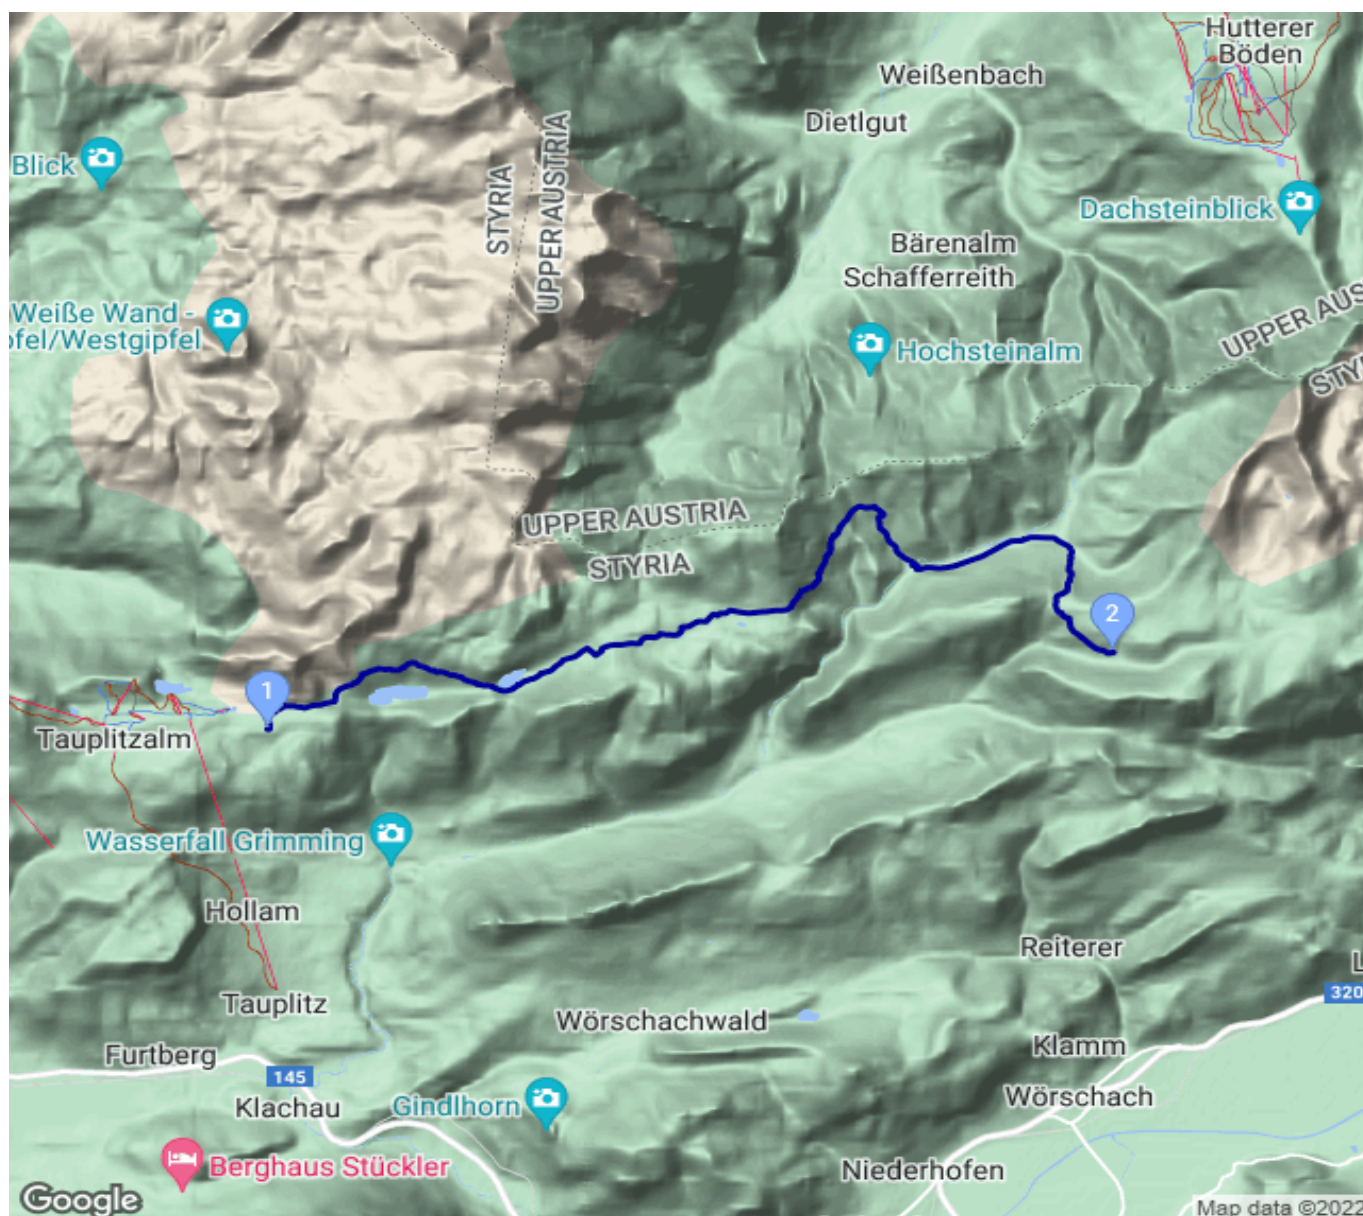 Hutterer
Böden
Weißenbach
Dietlgut
Blick
STYRIA
UPPER AUSTRIA
Dachsteinblick
Bärenalm
Schafferreith
Weiße Wand -
ofel/Westgipfel
Hochsteinalm
UPPER AUS
STY
UPPER AUSTRIA
STYRIA
2
1
Tauplitzalm
Wasserfall Grimming
Hollam
Reiterer
L
320
Tauplitz
Wörschachwald
Furtberg
Klamm
145
Klachau
Gindlhorn
Wörschach
Berghaus Stückler
Niederhofen
Google
Map data ©2022